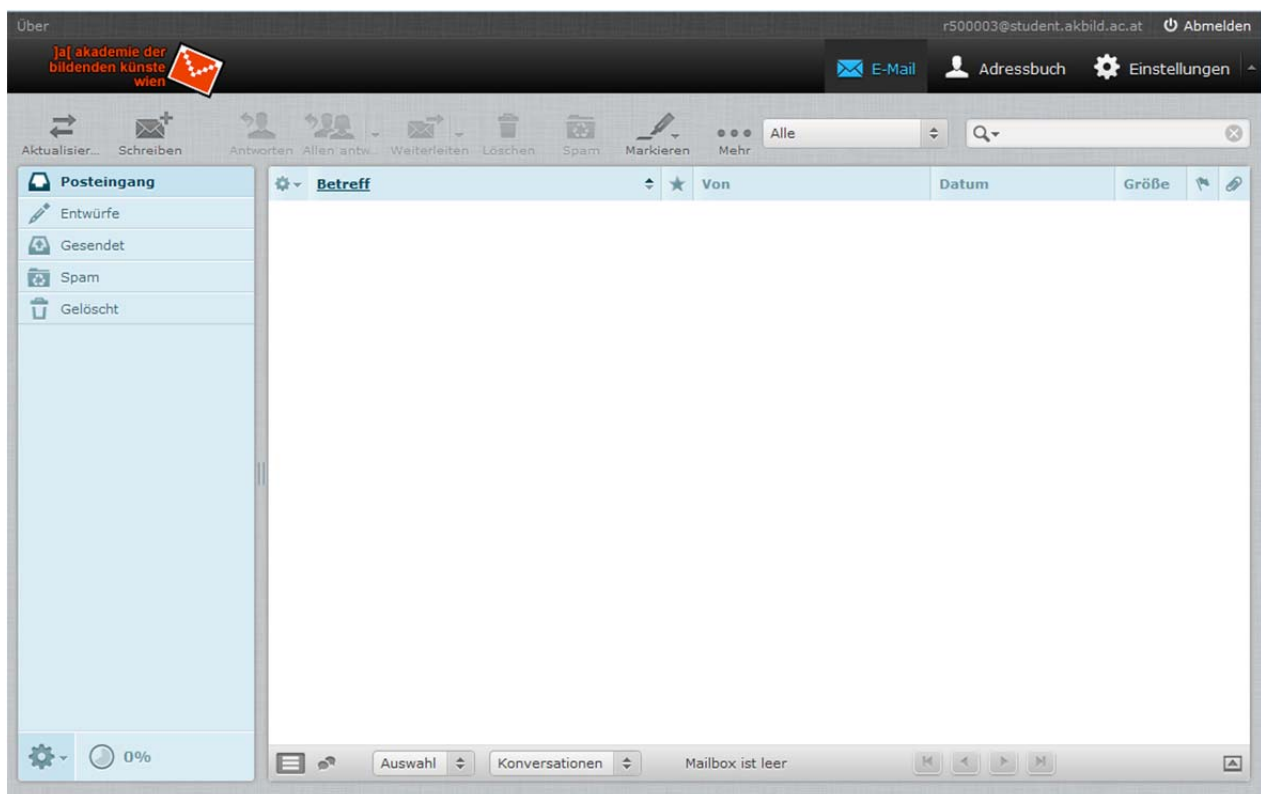 Über
r500003@student.akbild.ac.at Abmelden
]a[ akademie der
bildenden künste
wien
E-Mail Adressbuch Einstellungen
Aktualisier... Schreiben Antworten Allen antw... Weiterleiten Löschen Spam Markieren Mehr Alle
Posteingang
Entwürfe
Gesendet
Spam
Gelöscht
Betreff Von Datum Größe
0%
Auswahl Konversationen Mailbox ist leer